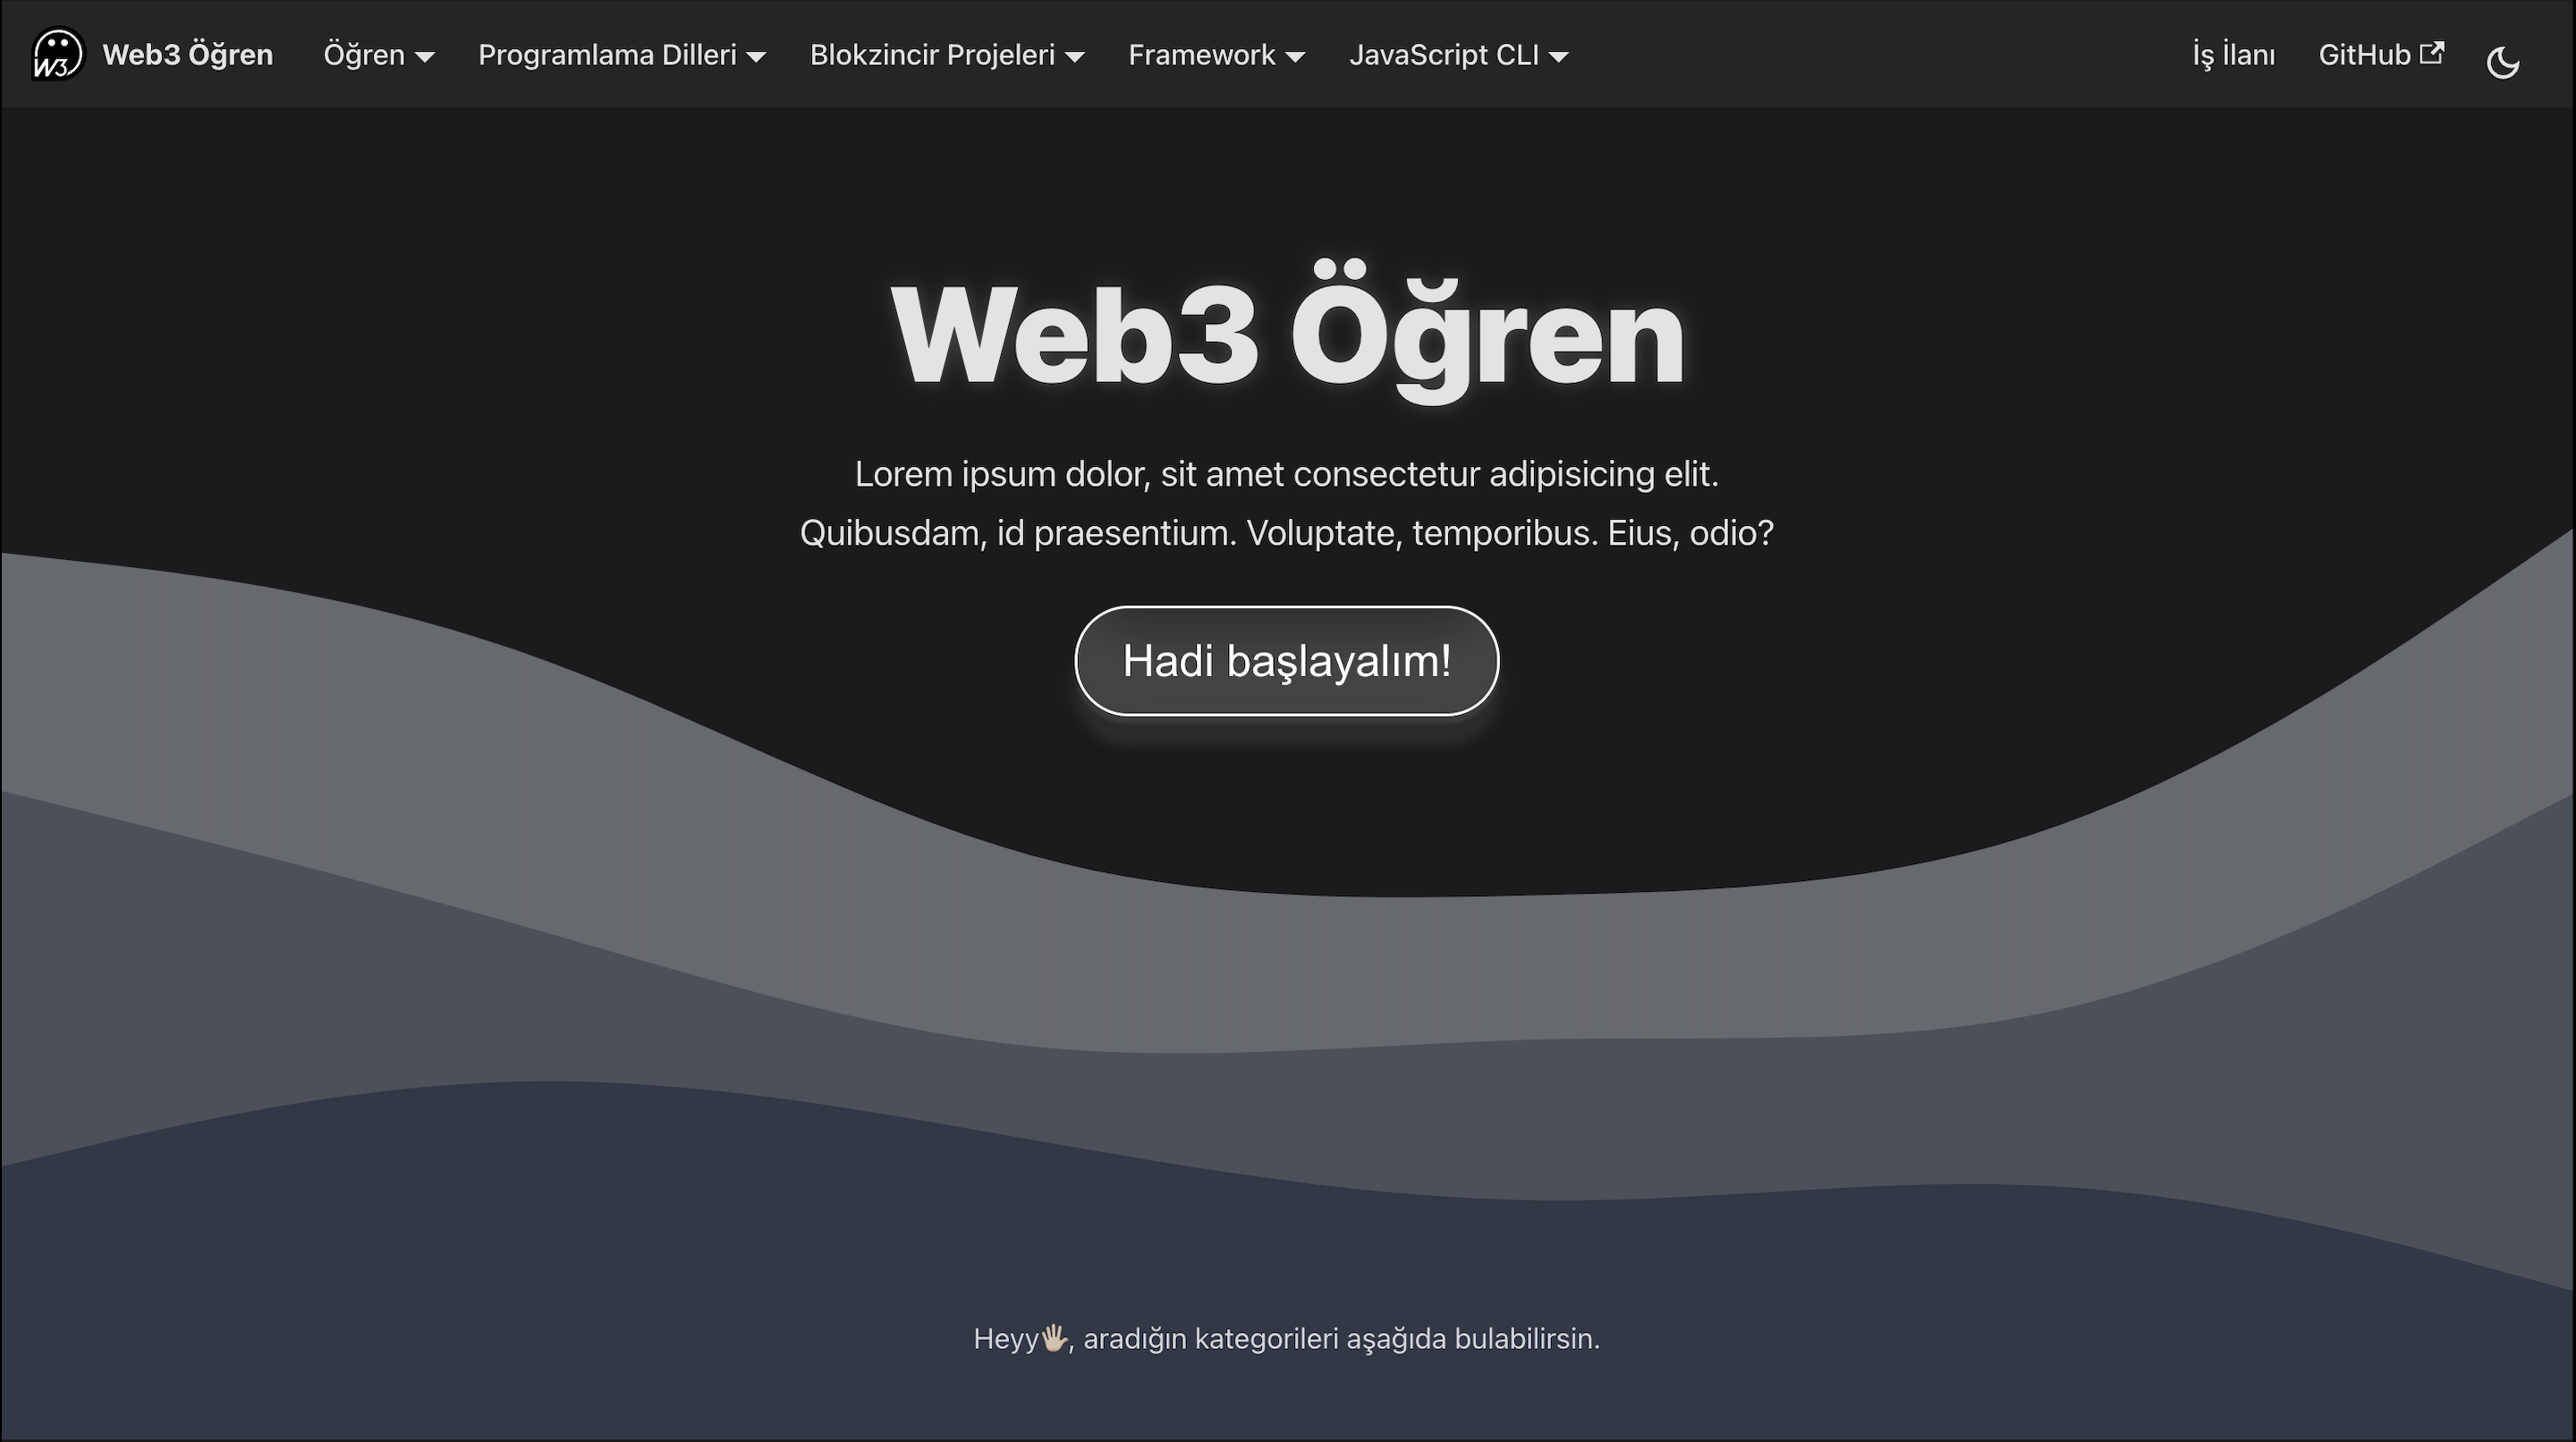 W3 Web3 Öğren Öğren Programlama Dilleri Blokzincir Projeleri Framework JavaScript CLI İş İlanı GitHub
Web3 Öğren
Lorem ipsum dolor, sit amet consectetur adipisicing elit.
Quibusdam, id praesentium. Voluptate, temporibus. Eius, odio?
Hadi başlayalım!
Heyy🖐🏼, aradığın kategorileri aşağıda bulabilirsin.